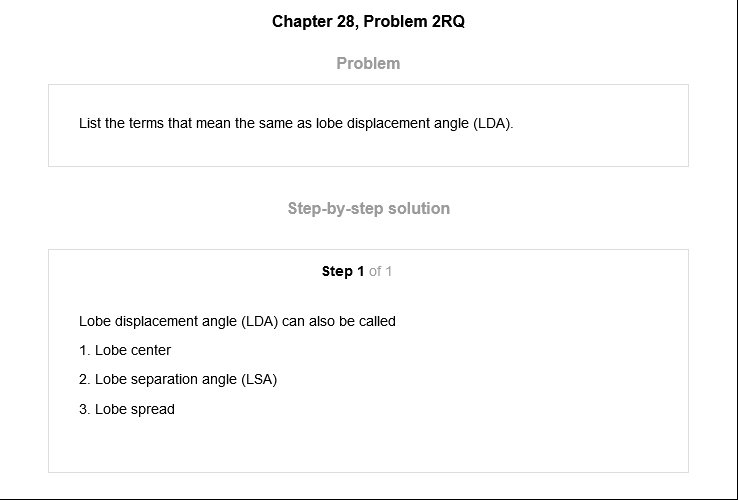 Chapter 28, Problem 2RQ
Problem
List the terms that mean the same as lobe displacement angle (LDA).
Step-by-step solution
Step 1 of 1
Lobe displacement angle (LDA) can also be called
1. Lobe center
2. Lobe separation angle (LSA)
3. Lobe spread